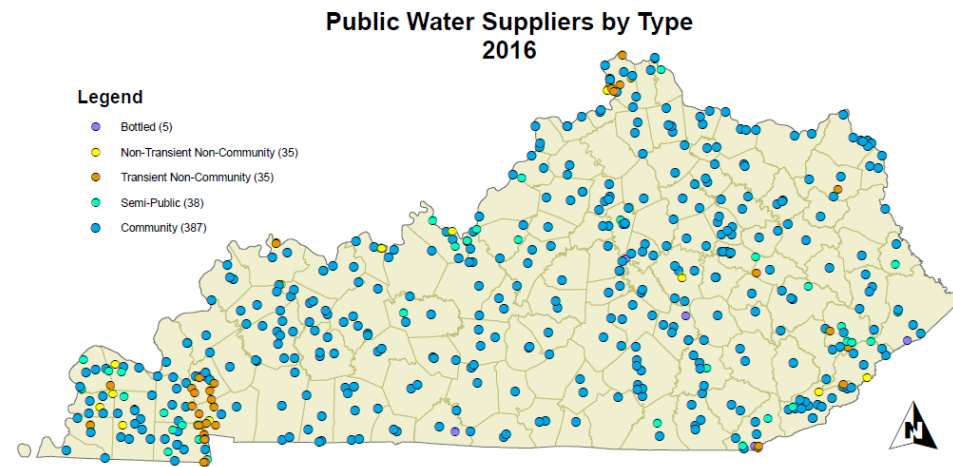 Public Water Suppliers by Type
2016
Legend
Bottled (5)
Non-Transient Non-Community (35)
Transient Non-Community (35)
Semi-Public (38)
Community (387)
N